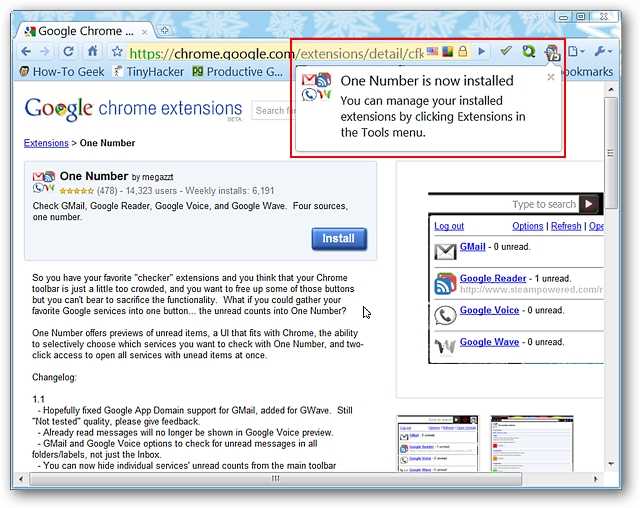 Google Chrome ...
https://chrome.google.com/extensions/detail/cfk
How-To Geek
TinyHacker
Productive G...
ookmarks
75
One Number is now installed
You can manage your installed
extensions by clicking Extensions in
the Tools menu.
Google chrome extensions
BETA
Search for
Extensions > One Number
One Number by megazzt
(478) - 14,323 users - Weekly installs: 6,191
Check GMail, Google Reader, Google Voice, and Google Wave. Four sources,
one number.
Install
So you have your favorite "checker" extensions and you think that your Chrome
toolbar is just a little too crowded, and you want to free up some of those buttons
but you can't bear to sacrifice the functionality. What if you could gather your
favorite Google services into one button... the unread counts into One Number?
One Number offers previews of unread items, a UI that fits with Chrome, the ability
to selectively choose which services you want to check with One Number, and two-
click access to open all services with unead items at once.
Changelog:
1.1
- Hopefully fixed Google App Domain support for GMail, added for GWave. Still
"Not tested" quality, please give feedback.
- Already read messages will no longer be shown in Google Voice preview.
- GMail and Google Voice options to check for unread messages in all
folders/labels, not just the Inbox.
- You can now hide individual services' unread counts from the main toolbar
Type to search
Log out Options | Refresh | Ope
GMail - 0 unread.
Google Reader - 1 unread.
http://www.steampowered.com/r
Google Voice - 0 unread.
Google Wave - 0 unread.